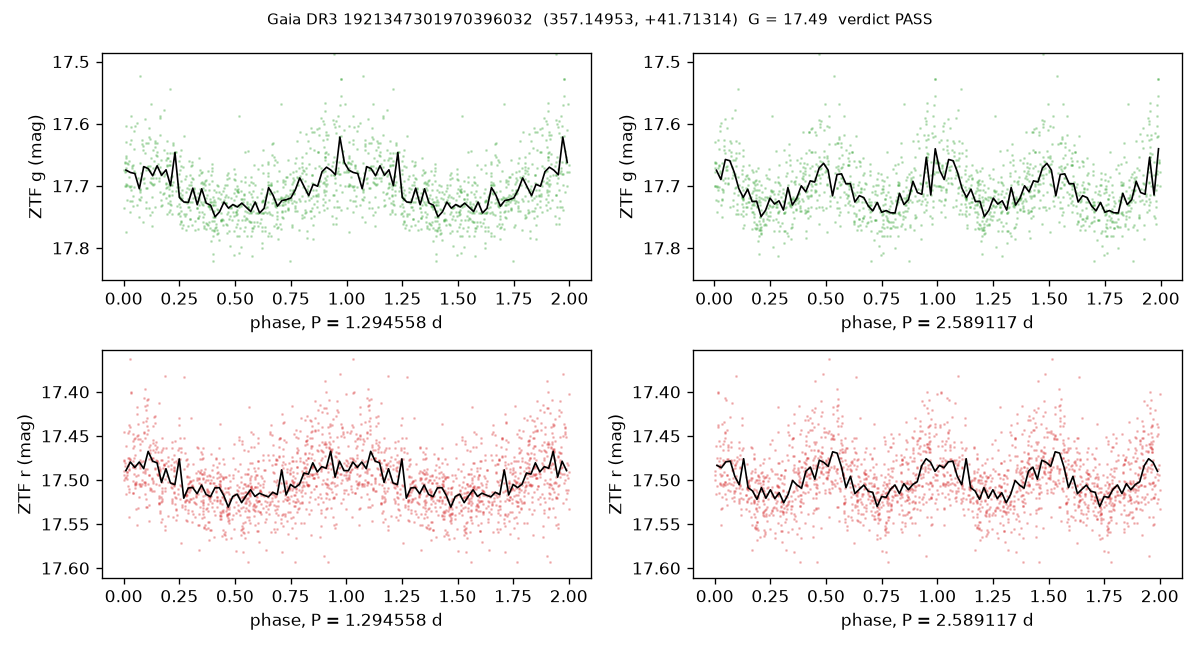 Gaia DR3 1921347301970396032  (357.14953, +41.71314)  G = 17.49  verdict PASS
ZTF g (mag)
17.5
17.6
17.7
17.8
0.00 0.25 0.50 0.75 1.00 1.25 1.50 1.75 2.00
phase, P = 1.294558 d
ZTF g (mag)
17.5
17.6
17.7
17.8
0.00 0.25 0.50 0.75 1.00 1.25 1.50 1.75 2.00
phase, P = 2.589117 d
ZTF r (mag)
17.40
17.45
17.50
17.55
17.60
0.00 0.25 0.50 0.75 1.00 1.25 1.50 1.75 2.00
phase, P = 1.294558 d
ZTF r (mag)
17.40
17.45
17.50
17.55
17.60
0.00 0.25 0.50 0.75 1.00 1.25 1.50 1.75 2.00
phase, P = 2.589117 d